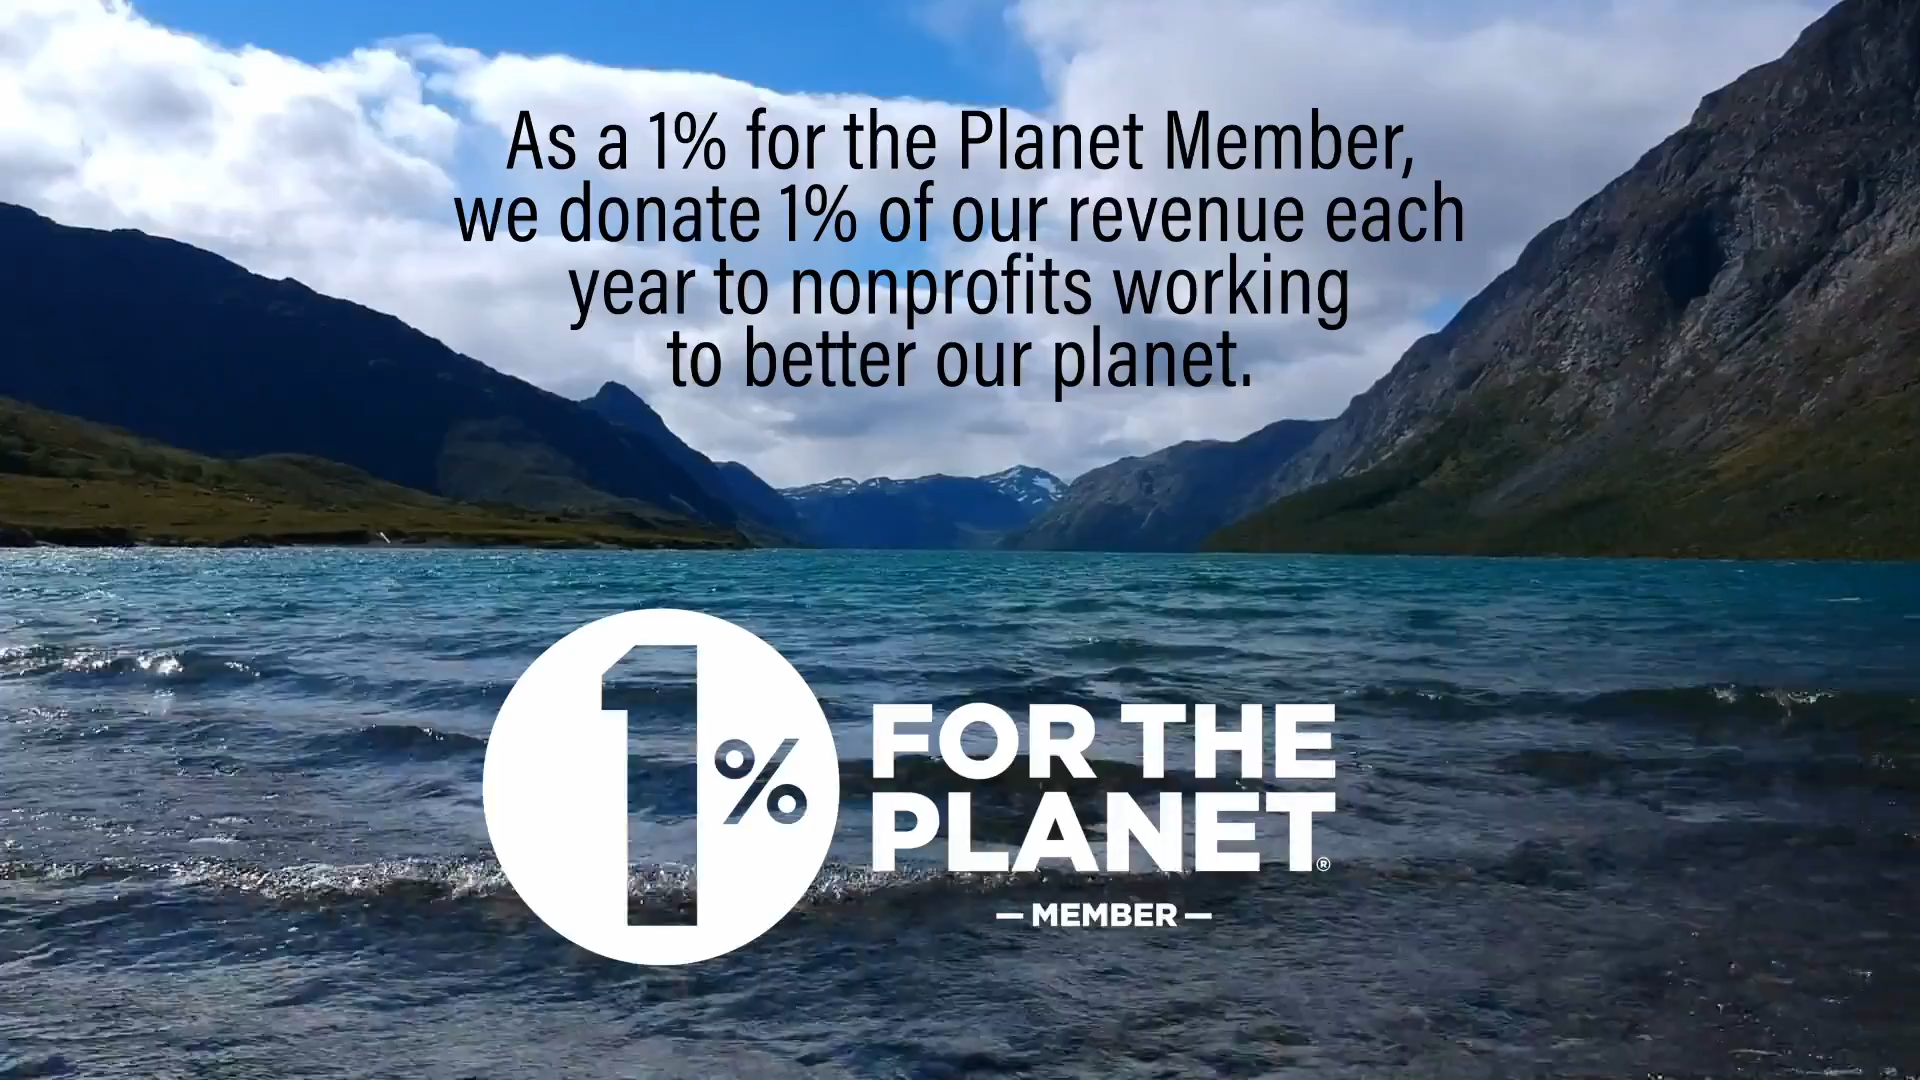 As a 1% for the Planet Member,
we donate 1% of our revenue each
year to nonprofits working
to better our planet.
1%
FOR THE
PLANET®
— MEMBER —